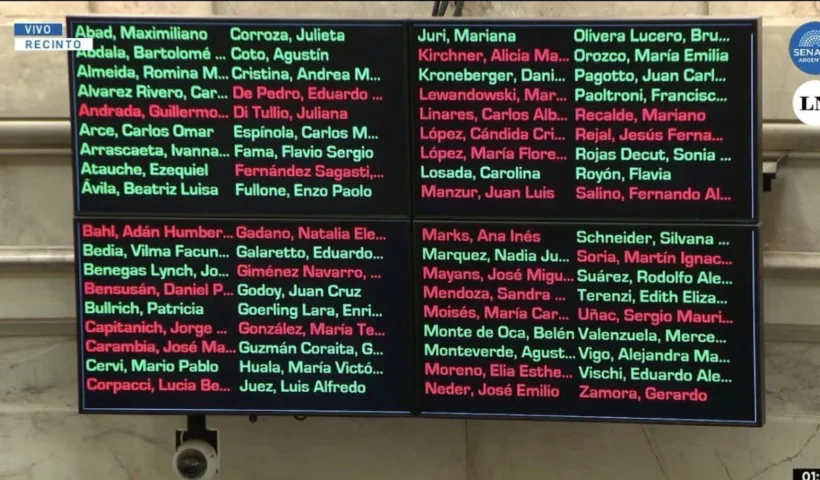 VIVO
RECINTO
Abad, Maximiliano
Abdala, Bartolomé ...
Almeida, Romina M...
Alvarez Rivero, Car...
Andrada, Guillermo...
Arce, Carlos Omar
Arrascaeta, Ivanna...
Atauche, Ezequiel
Ávila, Beatriz Luisa
Corroza, Julieta
Coto, Agustín
Cristina, Andrea M...
De Pedro, Eduardo ...
Di Tullio, Juliana
Espínola, Carlos M...
Fama, Flavio Sergio
Fernández Sagasti,...
Fullone, Enzo Paolo
Juri, Mariana
Kirchner, Alicia Ma...
Kroneberger, Dani...
Lewandowski, Mar...
Linares, Carlos Alb...
López, Cándida Cri...
López, María Flore...
Losada, Carolina
Manzur, Juan Luis
Olivera Lucero, Bru...
Orozco, María Emilia
Pagotto, Juan Carl...
Paoltroni, Francisc...
Recalde, Mariano
Rejal, Jesús Ferna...
Rojas Decut, Sonia ...
Royón, Flavia
Salino, Fernando Al...
Bahl, Adán Humber...
Bedia, Vilma Facun...
Benegas Lynch, Jo...
Bensusán, Daniel P...
Bullrich, Patricia
Capitanich, Jorge ...
Carambia, José Ma...
Cervi, Mario Pablo
Corpacci, Lucia Be...
Gadano, Natalia Ele...
Galaretto, Eduardo...
Giménez Navarro, ...
Godoy, Juan Cruz
Goerling Lara, Enri...
González, María Te...
Guzmán Coraita, G...
Huala, María Victó...
Juez, Luis Alfredo
Marks, Ana Inés
Marquez, Nadia Ju...
Mayans, José Migu...
Mendoza, Sandra ...
Moisés, María Car...
Monte de Oca, Belén
Monteverde, Agust...
Moreno, Elia Esthe...
Neder, José Emilio
Schneider, Silvana ...
Soria, Martín Ignac...
Suárez, Rodolfo Ale...
Terenzi, Edith Eliza...
Uñac, Sergio Mauri...
Valenzuela, Merce...
Vigo, Alejandra Ma...
Vischi, Eduardo Ale...
Zamora, Gerardo